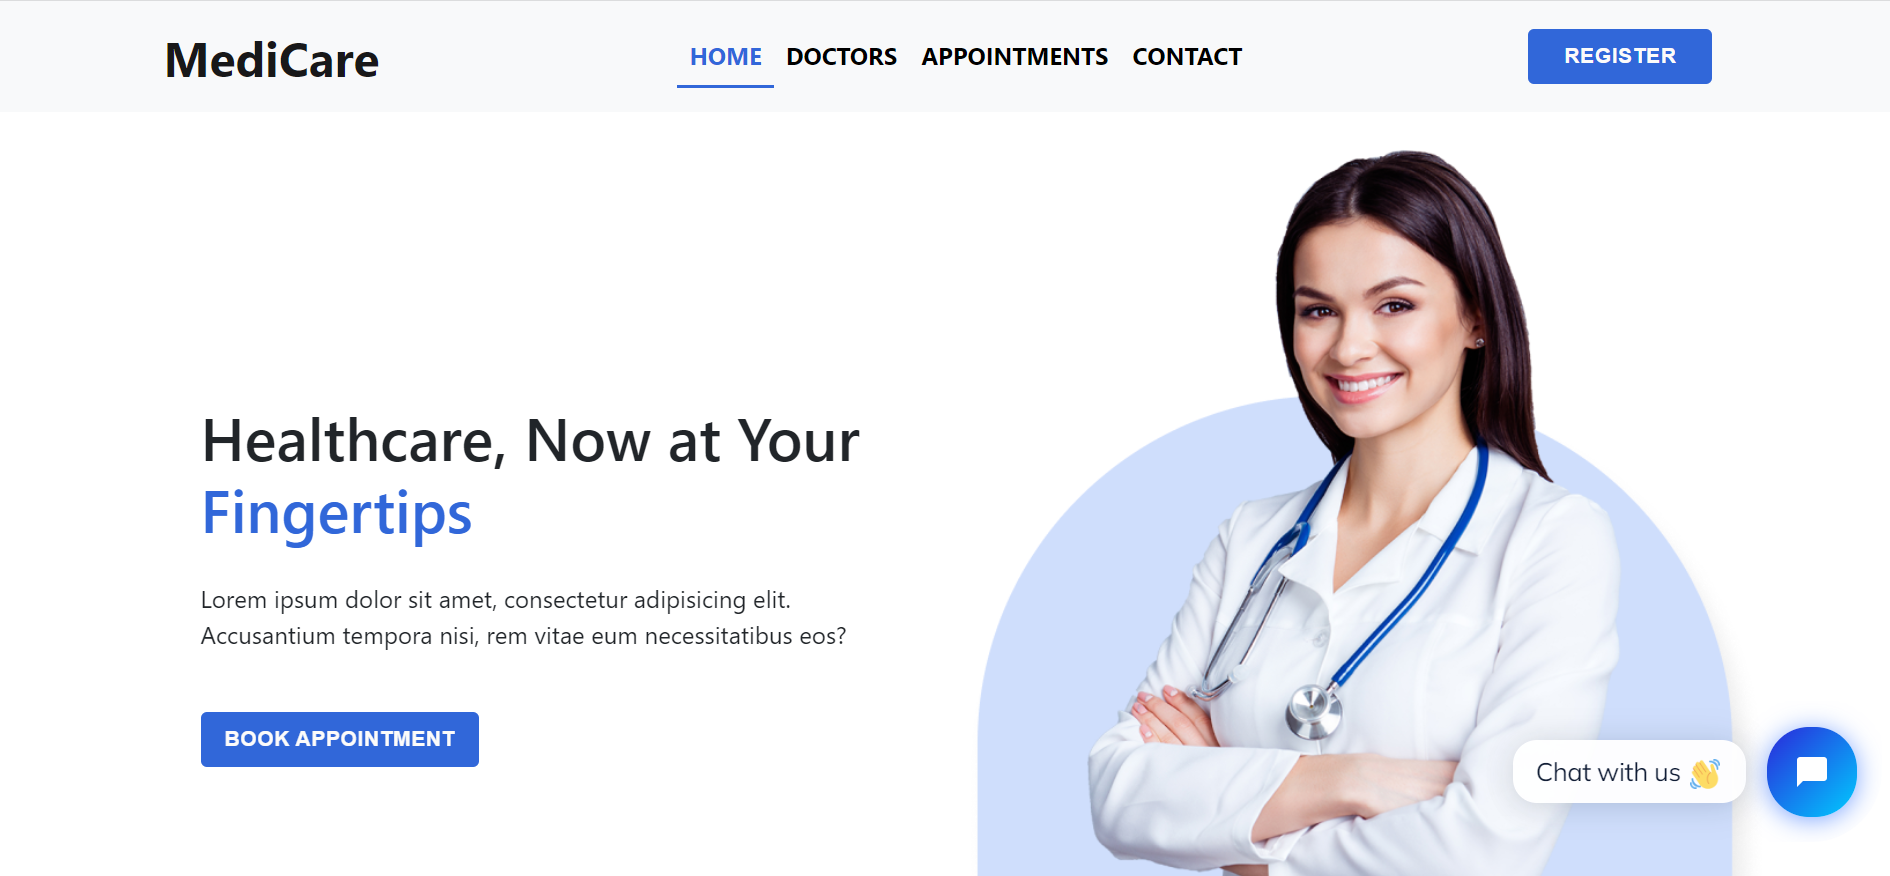 MediCare
HOME DOCTORS APPOINTMENTS CONTACT
REGISTER
Healthcare, Now at Your
Fingertips
Lorem ipsum dolor sit amet, consectetur adipisicing elit.
Accusantium tempora nisi, rem vitae eum necessitatibus eos?
BOOK APPOINTMENT
Chat with us 👋